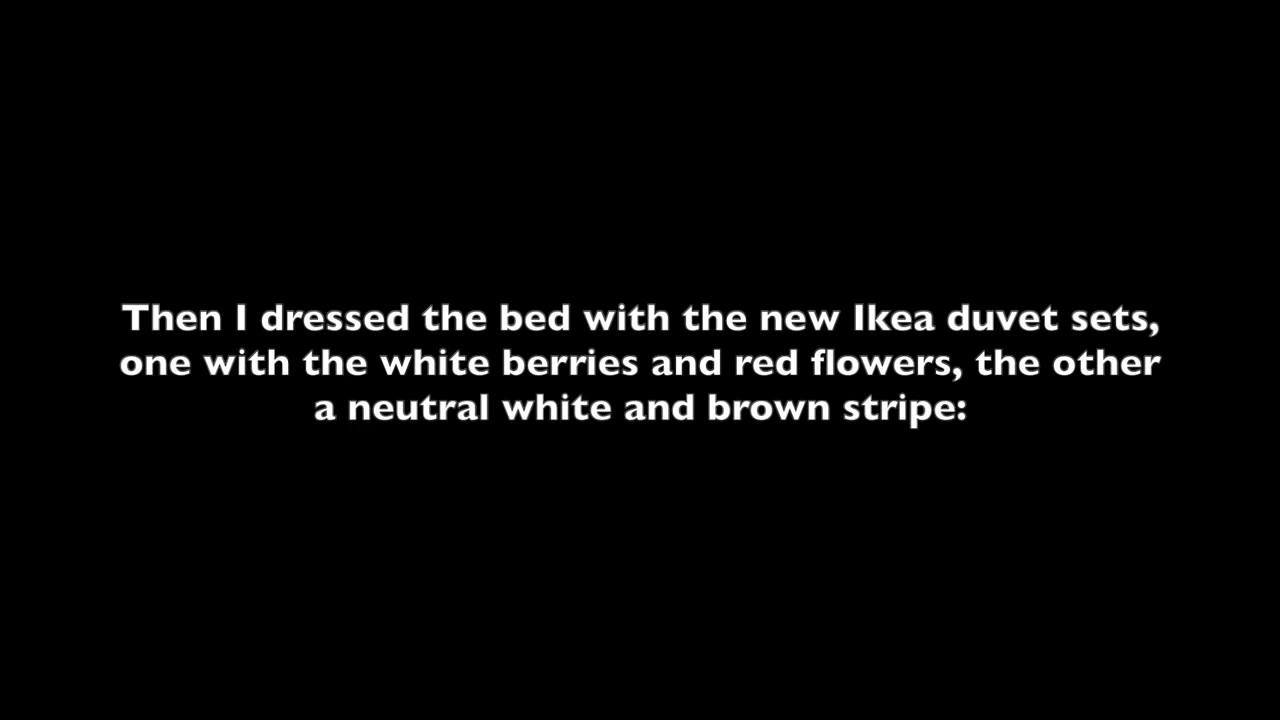 Then I dressed the bed with the new Ikea duvet sets,
one with the white berries and red flowers, the other
a neutral white and brown stripe: